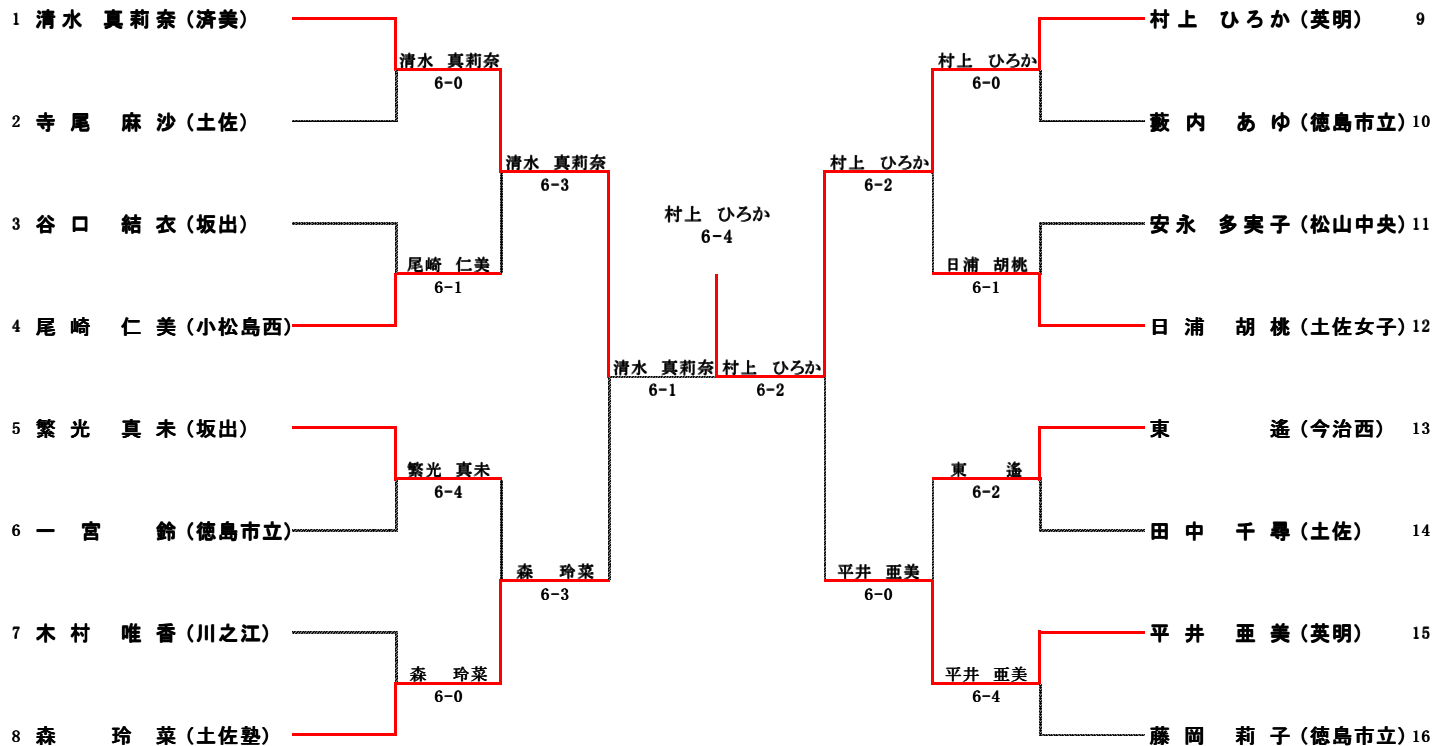 1 清水 真莉奈 (済美)
村上 ひろか (英明) 9
清水 真莉奈
6-0
村上 ひろか
6-0
2 寺尾 麻沙 (土佐)
藪内 あゆ (徳島市立) 10
清水 真莉奈
6-3
村上 ひろか
6-2
3 谷口 結衣 (坂出)
村上 ひろか
6-4
安永 多実子 (松山中央) 11
尾崎 仁美
6-1
日浦 胡桃
6-1
4 尾崎 仁美 (小松島西)
日浦 胡桃 (土佐女子) 12
清水 真莉奈
6-1
村上 ひろか
6-2
5 繁光 真未 (坂出)
東 遙 (今治西) 13
繁光 真未
6-4
東 遙
6-2
6 一宮 鈴 (徳島市立)
田中 千尋 (土佐) 14
森 玲菜
6-3
平井 亜美
6-0
7 木村 唯香 (川之江)
平井 亜美 (英明) 15
森 玲菜
6-0
平井 亜美
6-4
8 森 玲菜 (土佐塾)
藤岡 莉子 (徳島市立) 16